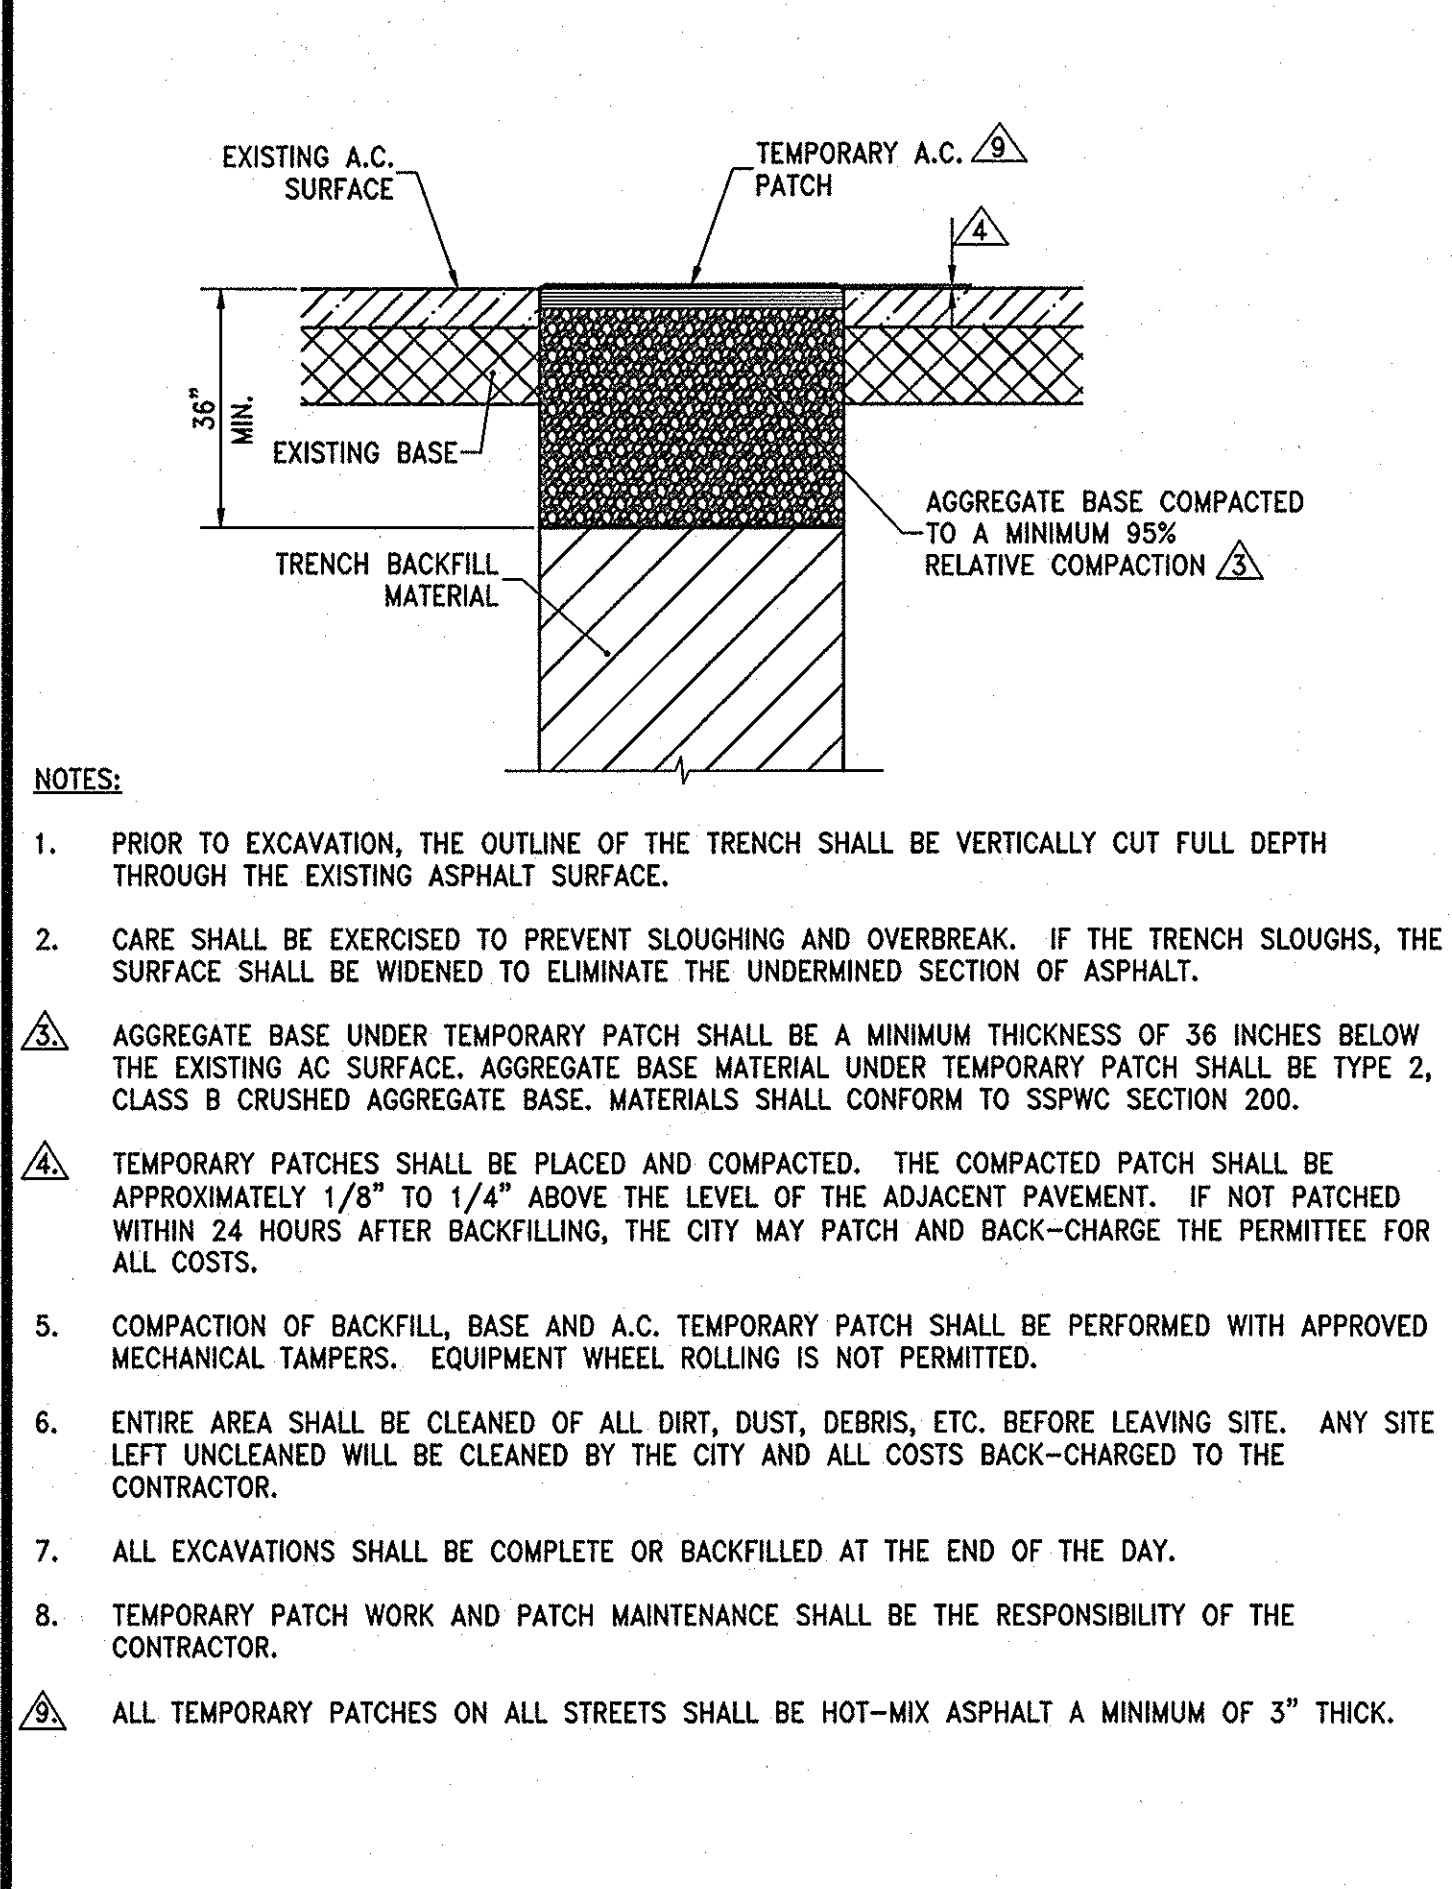 EXISTING A.C.
SURFACE
TEMPORARY A.C. 9
PATCH
4
36"
MIN.
EXISTING BASE
AGGREGATE BASE COMPACTED
TO A MINIMUM 95%
RELATIVE COMPACTION 3
TRENCH BACKFILL
MATERIAL
NOTES:
1. PRIOR TO EXCAVATION, THE OUTLINE OF THE TRENCH SHALL BE VERTICALLY CUT FULL DEPTH
THROUGH THE EXISTING ASPHALT SURFACE.
2. CARE SHALL BE EXERCISED TO PREVENT SLOUGHING AND OVERBREAK. IF THE TRENCH SLOUGHS, THE
SURFACE SHALL BE WIDENED TO ELIMINATE THE UNDERMINED SECTION OF ASPHALT.
3. AGGREGATE BASE UNDER TEMPORARY PATCH SHALL BE A MINIMUM THICKNESS OF 36 INCHES BELOW
THE EXISTING AC SURFACE. AGGREGATE BASE MATERIAL UNDER TEMPORARY PATCH SHALL BE TYPE 2,
CLASS B CRUSHED AGGREGATE BASE. MATERIALS SHALL CONFORM TO SSPWC SECTION 200.
4. TEMPORARY PATCHES SHALL BE PLACED AND COMPACTED. THE COMPACTED PATCH SHALL BE
APPROXIMATELY 1/8" TO 1/4" ABOVE THE LEVEL OF THE ADJACENT PAVEMENT. IF NOT PATCHED
WITHIN 24 HOURS AFTER BACKFILLING, THE CITY MAY PATCH AND BACK-CHARGE THE PERMITTEE FOR
ALL COSTS.
5. COMPACTION OF BACKFILL, BASE AND A.C. TEMPORARY PATCH SHALL BE PERFORMED WITH APPROVED
MECHANICAL TAMPERS. EQUIPMENT WHEEL ROLLING IS NOT PERMITTED.
6. ENTIRE AREA SHALL BE CLEANED OF ALL DIRT, DUST, DEBRIS, ETC. BEFORE LEAVING SITE. ANY SITE
LEFT UNCLEANED WILL BE CLEANED BY THE CITY AND ALL COSTS BACK-CHARGED TO THE
CONTRACTOR.
7. ALL EXCAVATIONS SHALL BE COMPLETE OR BACKFILLED AT THE END OF THE DAY.
8. TEMPORARY PATCH WORK AND PATCH MAINTENANCE SHALL BE THE RESPONSIBILITY OF THE
CONTRACTOR.
9. ALL TEMPORARY PATCHES ON ALL STREETS SHALL BE HOT-MIX ASPHALT A MINIMUM OF 3" THICK.